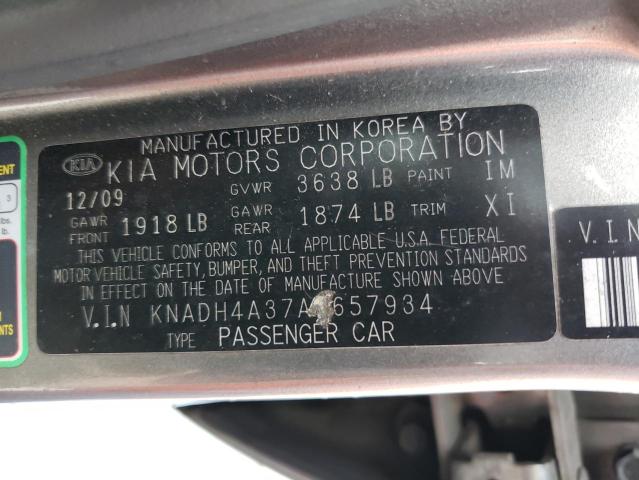 MANUFACTURED IN KOREA BY
KIA KIA MOTORS CORPORATION
12/09 GVWR 3638 LB PAINT IM
GAWR FRONT 1918 LB GAWR REAR 1874 LB TRIM XI
THIS VEHICLE CONFORMS TO ALL APPLICABLE U.S.A. FEDERAL
MOTOR VEHICLE SAFETY, BUMPER, AND THEFT PREVENTION STANDARDS
IN EFFECT ON THE DATE OF MANUFACTURE SHOWN ABOVE
V.I.N
TYPE PASSENGER CAR
V.I.N